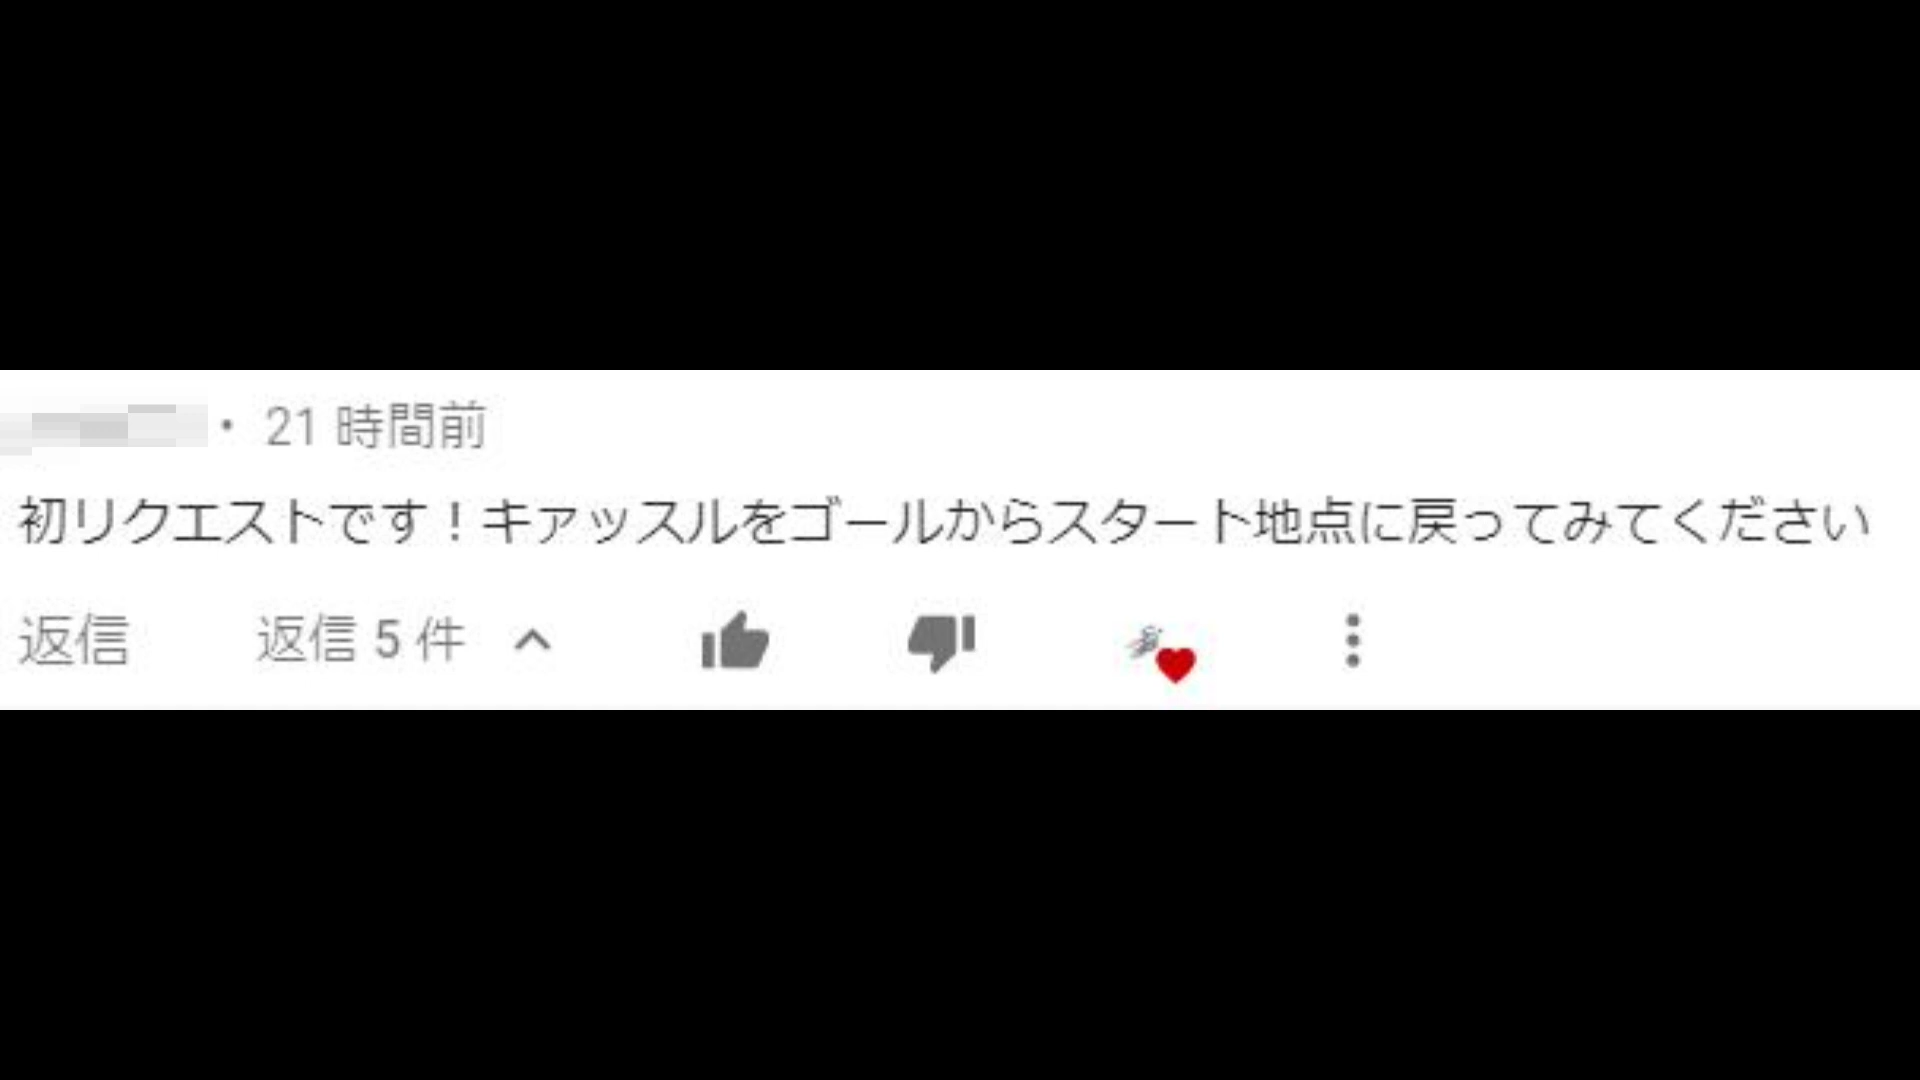 ・ 21 時間前
初リクエストです！キァッスルをゴールからスタート地点に戻ってみてください
返信 返信 5 件